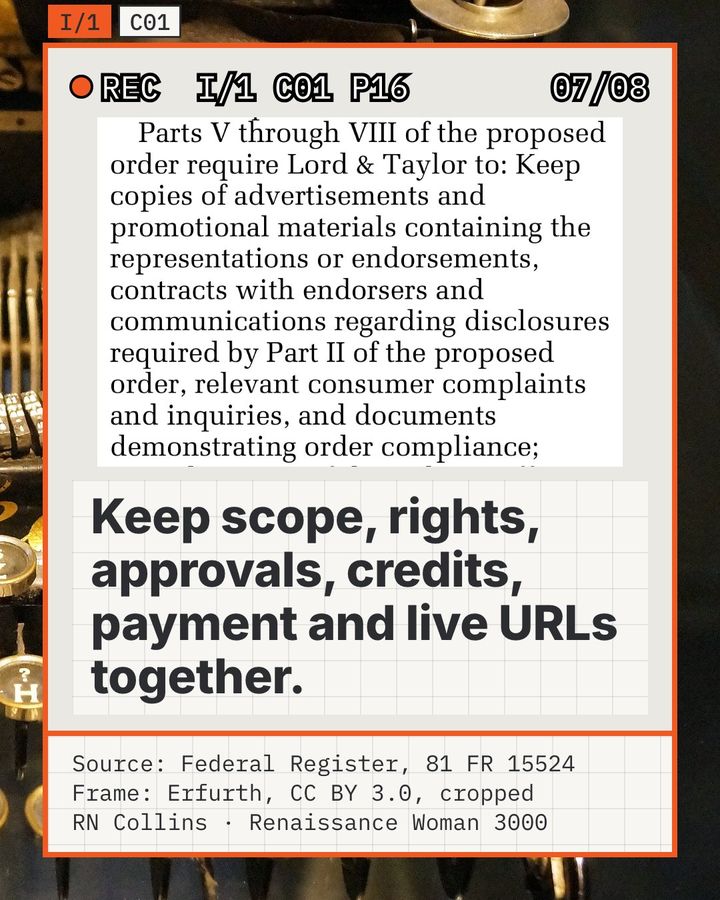 I/1 C01
REC I/1 C01 P16 07/08
Parts V through VIII of the proposed
order require Lord & Taylor to: Keep
copies of advertisements and
promotional materials containing the
representations or endorsements,
contracts with endorsers and
communications regarding disclosures
required by Part II of the proposed
order, relevant consumer complaints
and inquiries, and documents
demonstrating order compliance;
Keep scope, rights,
approvals, credits,
payment and live URLs
together.
Source: Federal Register, 81 FR 15524
Frame: Erfurth, CC BY 3.0, cropped
RN Collins · Renaissance Woman 3000
?
H